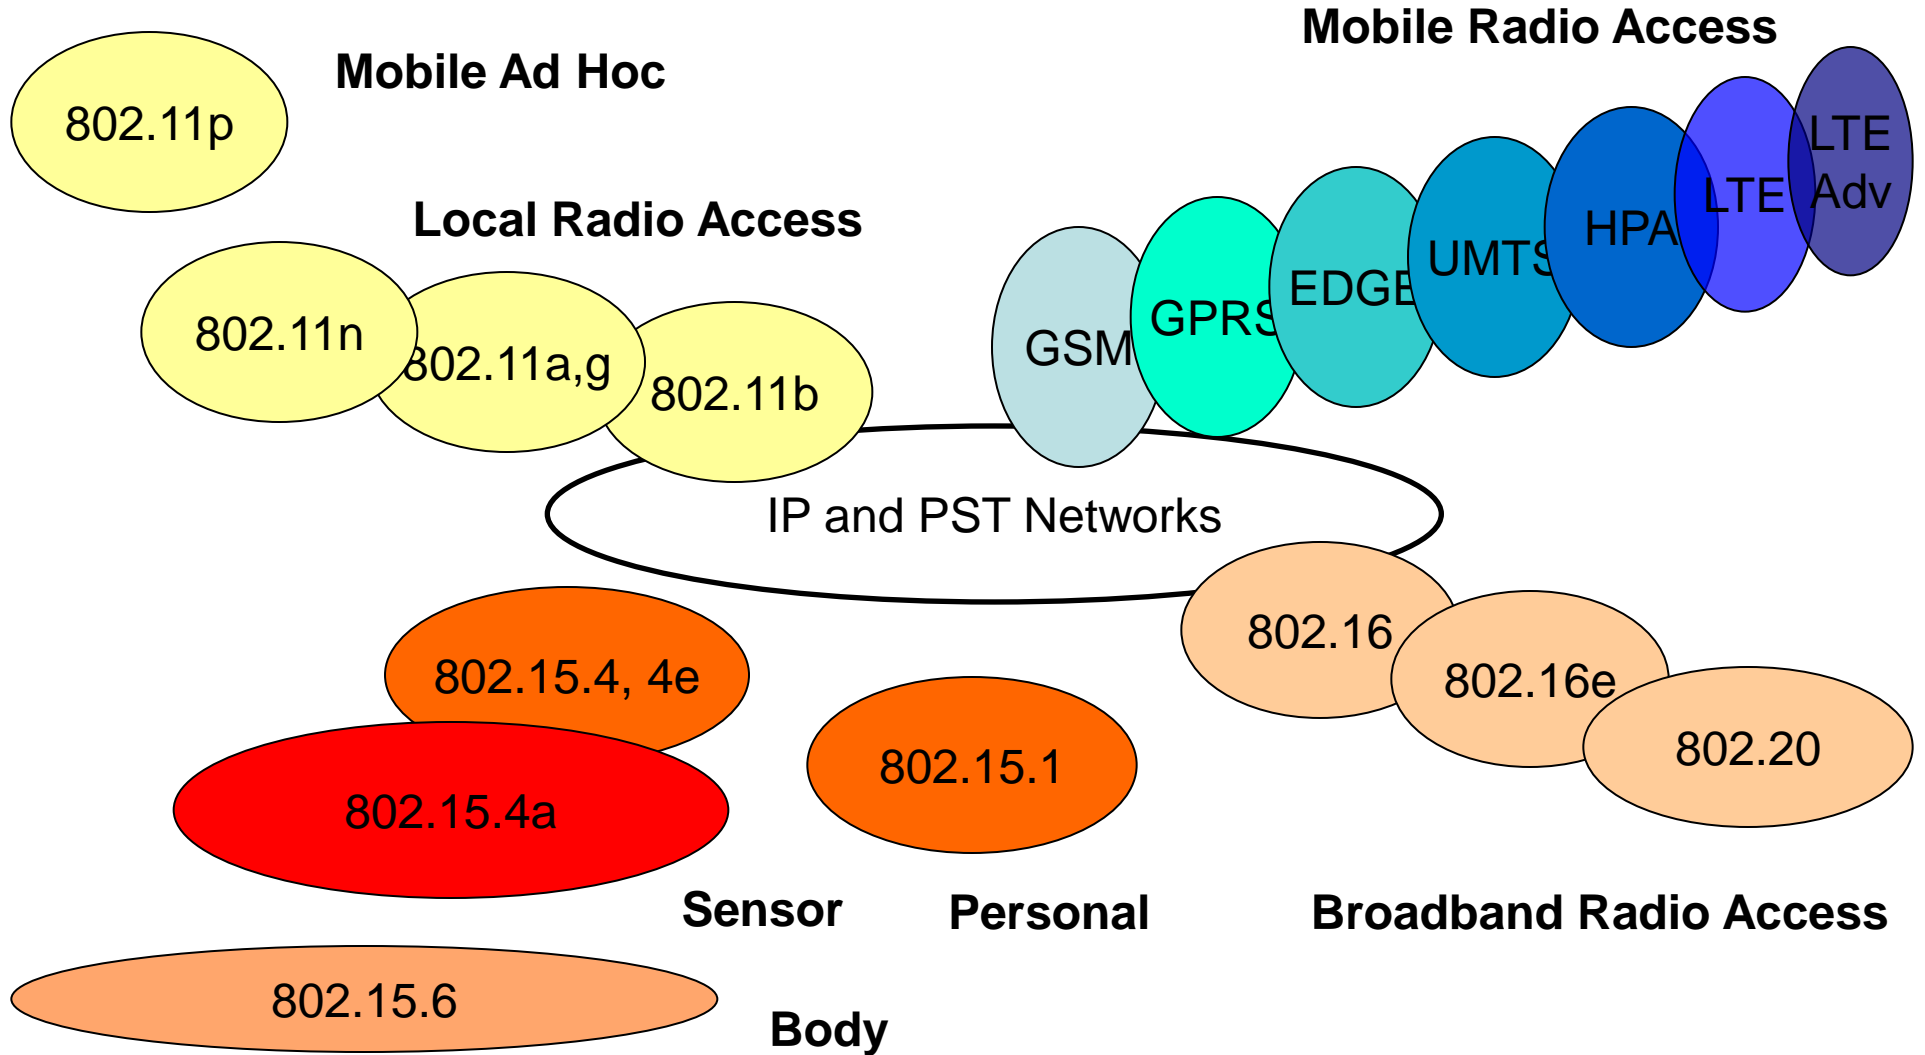 Mobile Radio Access
Mobile Ad Hoc
802.11p
LTE
Adv
LTE
HPA
UMTS
EDGE
GPRS
GSM
Local Radio Access
802.11n
802.11a,g
802.11b
IP and PST Networks
802.16
802.16e
802.20
802.15.4, 4e
802.15.1
802.15.4a
Sensor
Personal
Broadband Radio Access
802.15.6
Body